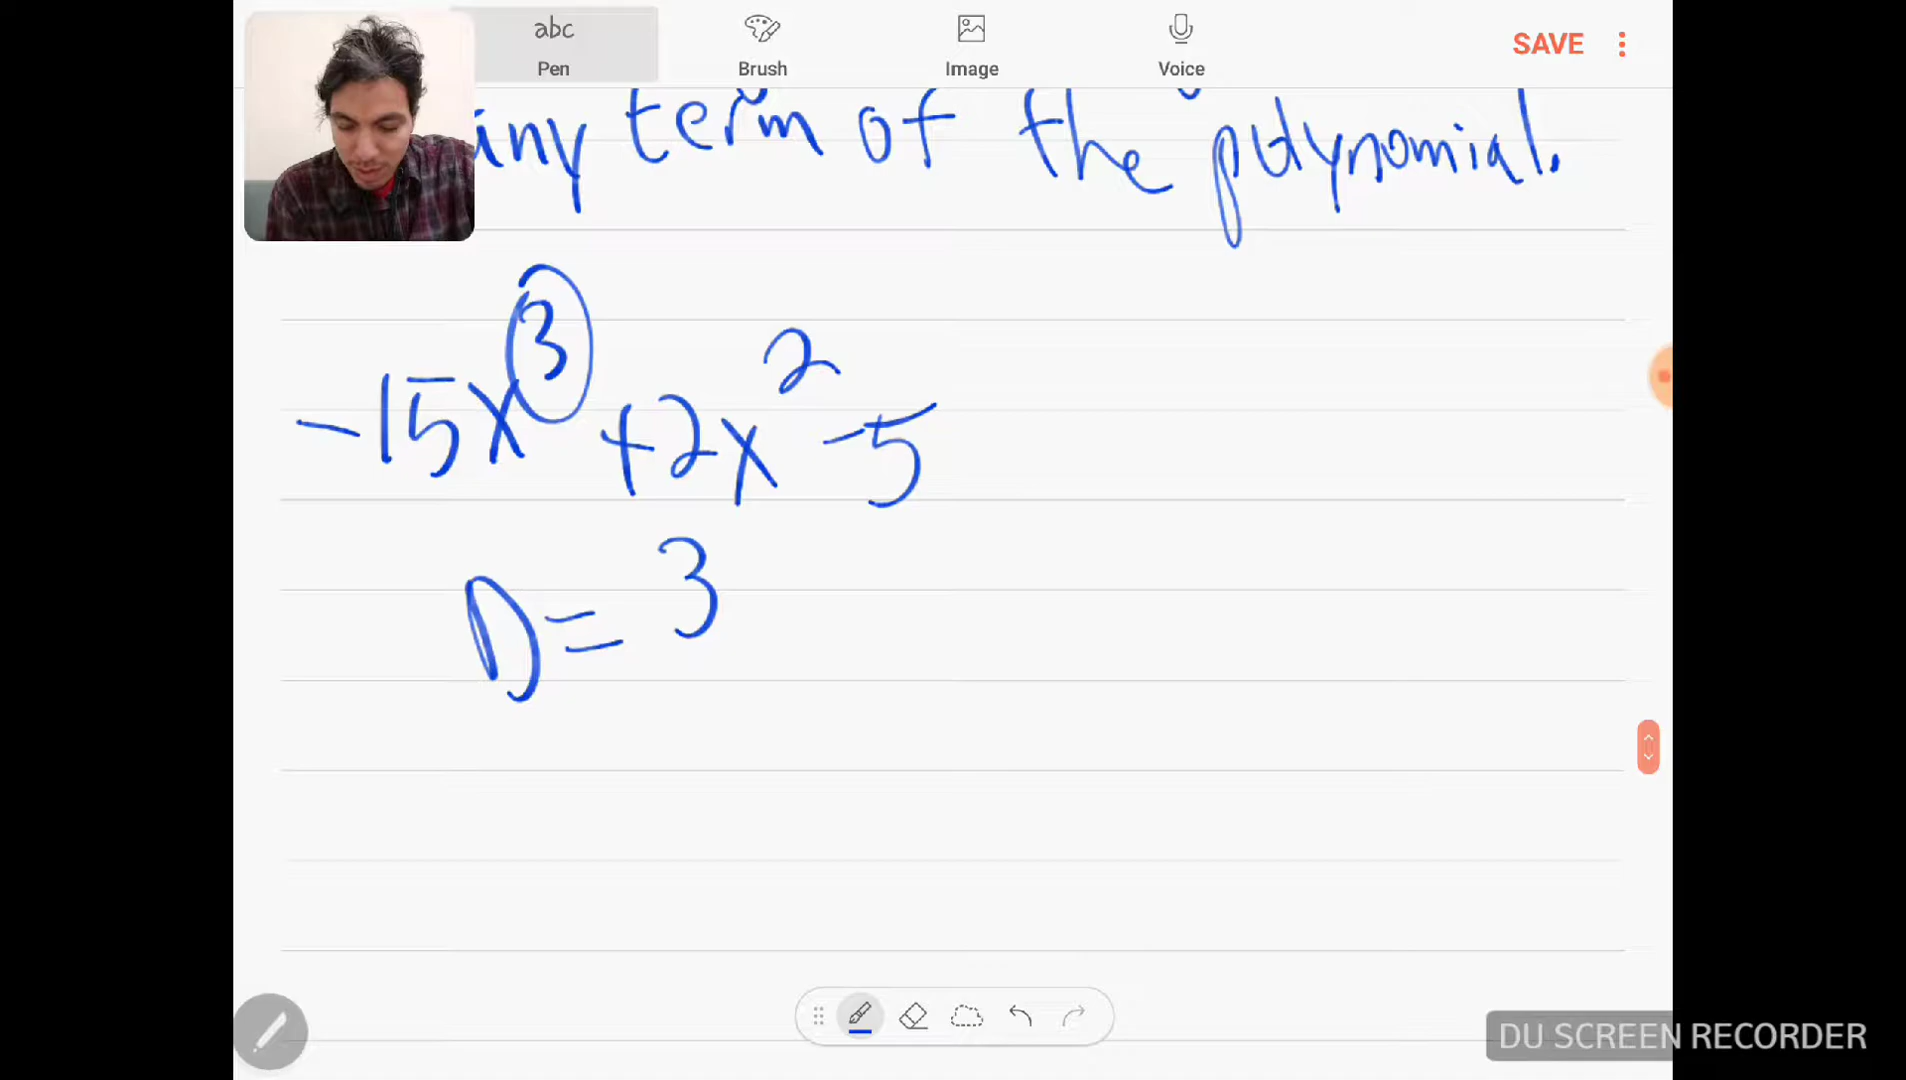 abc
Pen
Brush
Image
Voice
SAVE
any term of the polynomial.
-15x³ +2x² -5
D = 3
DU SCREEN RECORDER